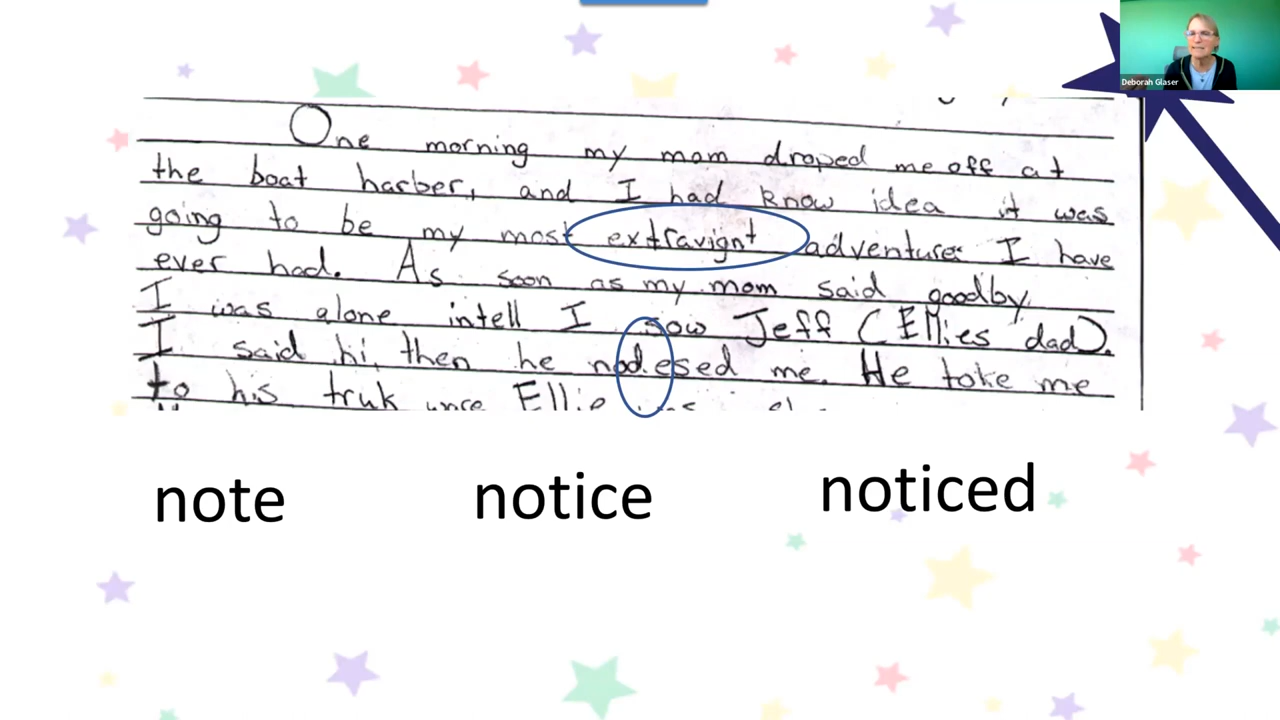 Deborah Glaser
One morning my mom droped me off at
the boat harber, and I had know idea it was
going to be my most extravignt adventure I have
ever had. As soon as my mom said goodby
I was alone intell I sow Jeff (Ellies dad).
I said hi, then he nodesed me. He toke me
to his truk Ellie
note notice noticed